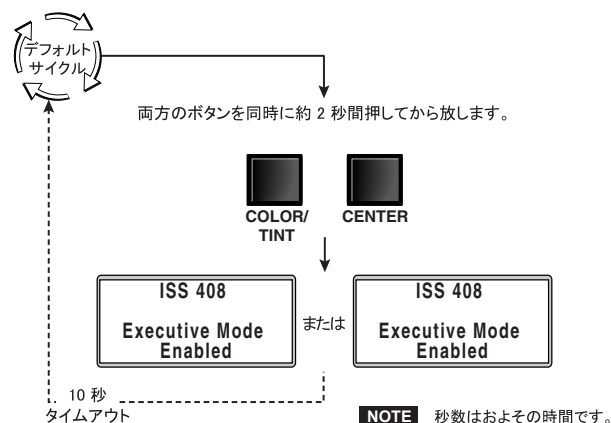 デフォルト
サイクル
両方のボタンを同時に約 2 秒間押してから放します。
COLOR/
TINT
CENTER
ISS 408
Executive Mode
Enabled
または
ISS 408
Executive Mode
Enabled
10 秒
タイムアウト
NOTE 秒数はおよその時間です。